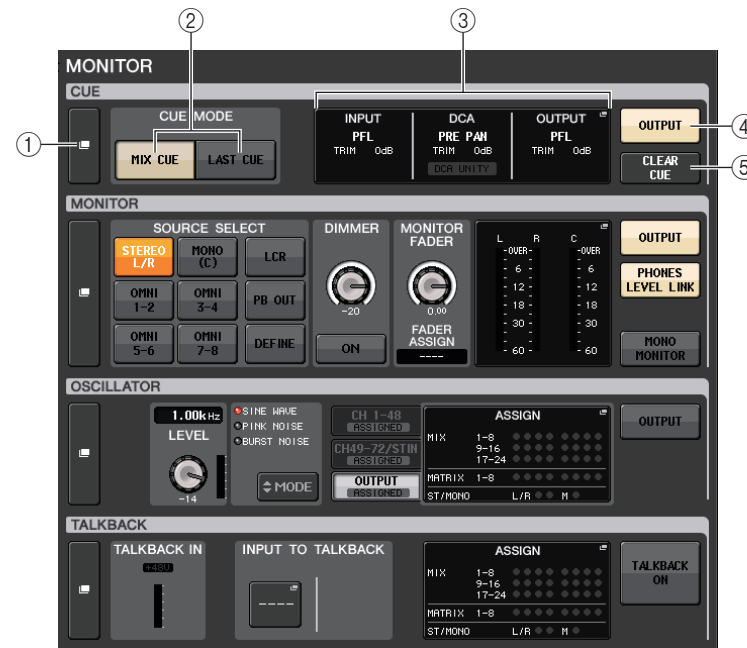 ② ③
MONITOR
CUE
① CUE MODE
MIX CUE LAST CUE
INPUT DCA OUTPUT
PFL PRE PAN PFL
TRIM 0dB TRIM 0dB TRIM 0dB
DCA UNITY
OUTPUT ④
CLEAR CUE ⑤
MONITOR
SOURCE SELECT
STEREO L/R MONO (C) LCR
OMNI 1-2 OMNI 3-4 PB OUT
OMNI 5-6 OMNI 7-8 DEFINE
DIMMER
-20
ON
MONITOR FADER
0.00
FADER ASSIGN
----
L R C
-OVER- -OVER
- 6 - - 6
- 12 - - 12
- 18 - - 18
- 30 - - 30
- 60 - - 60
OUTPUT
PHONES LEVEL LINK
MONO MONITOR
OSCILLATOR
1.00kHz
LEVEL
-14
SINE WAVE
PINK NOISE
BURST NOISE
MODE
CH 1-48
ASSIGNED
CH49-72/STIN
ASSIGNED
OUTPUT
ASSIGNED
ASSIGN
MIX 1-8
9-16
17-24
MATRIX 1-8
ST/MONO L/R M
OUTPUT
TALKBACK
TALKBACK IN
+48V
INPUT TO TALKBACK
----
ASSIGN
MIX 1-8
9-16
17-24
MATRIX 1-8
ST/MONO L/R M
TALKBACK ON